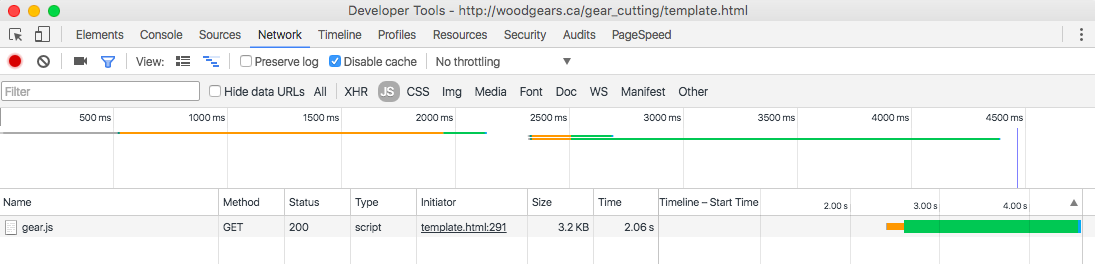 Developer Tools - http://woodgears.ca/gear_cutting/template.html
Elements Console Sources Network Timeline Profiles Resources Security Audits PageSpeed
View: Preserve log Disable cache No throttling
Filter Hide data URLs All XHR JS CSS Img Media Font Doc WS Manifest Other
500 ms 1000 ms 1500 ms 2000 ms 2500 ms 3000 ms 3500 ms 4000 ms 4500 ms
Name Method Status Type Initiator Size Time Timeline – Start Time 2.00 s 3.00 s 4.00 s
gear.js GET 200 script template.html:291 3.2 KB 2.06 s